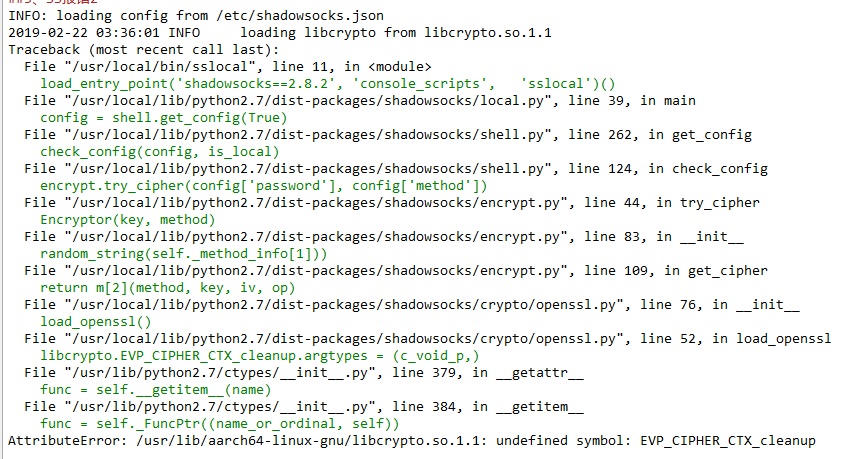 INFO: loading config from /etc/shadowsocks.json
2019-02-22 03:36:01 INFO     loading libcrypto from libcrypto.so.1.1
Traceback (most recent call last):
  File "/usr/local/bin/sslocal", line 11, in <module>
    load_entry_point('shadowsocks==2.8.2', 'console_scripts',   'sslocal')()
  File "/usr/local/lib/python2.7/dist-packages/shadowsocks/local.py", line 39, in main
    config = shell.get_config(True)
  File "/usr/local/lib/python2.7/dist-packages/shadowsocks/shell.py", line 262, in get_config
    check_config(config, is_local)
  File "/usr/local/lib/python2.7/dist-packages/shadowsocks/shell.py", line 124, in check_config
    encrypt.try_cipher(config['password'], config['method'])
  File "/usr/local/lib/python2.7/dist-packages/shadowsocks/encrypt.py", line 44, in try_cipher
    Encryptor(key, method)
  File "/usr/local/lib/python2.7/dist-packages/shadowsocks/encrypt.py", line 83, in __init__
    random_string(self._method_info[1]))
  File "/usr/local/lib/python2.7/dist-packages/shadowsocks/encrypt.py", line 109, in get_cipher
    return m[2](method, key, iv, op)
  File "/usr/local/lib/python2.7/dist-packages/shadowsocks/crypto/openssl.py", line 76, in __init__
    load_openssl()
  File "/usr/local/lib/python2.7/dist-packages/shadowsocks/crypto/openssl.py", line 52, in load_openssl
    libcrypto.EVP_CIPHER_CTX_cleanup.argtypes = (c_void_p,)
  File "/usr/lib/python2.7/ctypes/__init__.py", line 379, in __getattr__
    func = self.__getitem__(name)
  File "/usr/lib/python2.7/ctypes/__init__.py", line 384, in __getitem__
    func = self._FuncPtr((name_or_ordinal, self))
AttributeError: /usr/lib/aarch64-linux-gnu/libcrypto.so.1.1: undefined symbol: EVP_CIPHER_CTX_cleanup